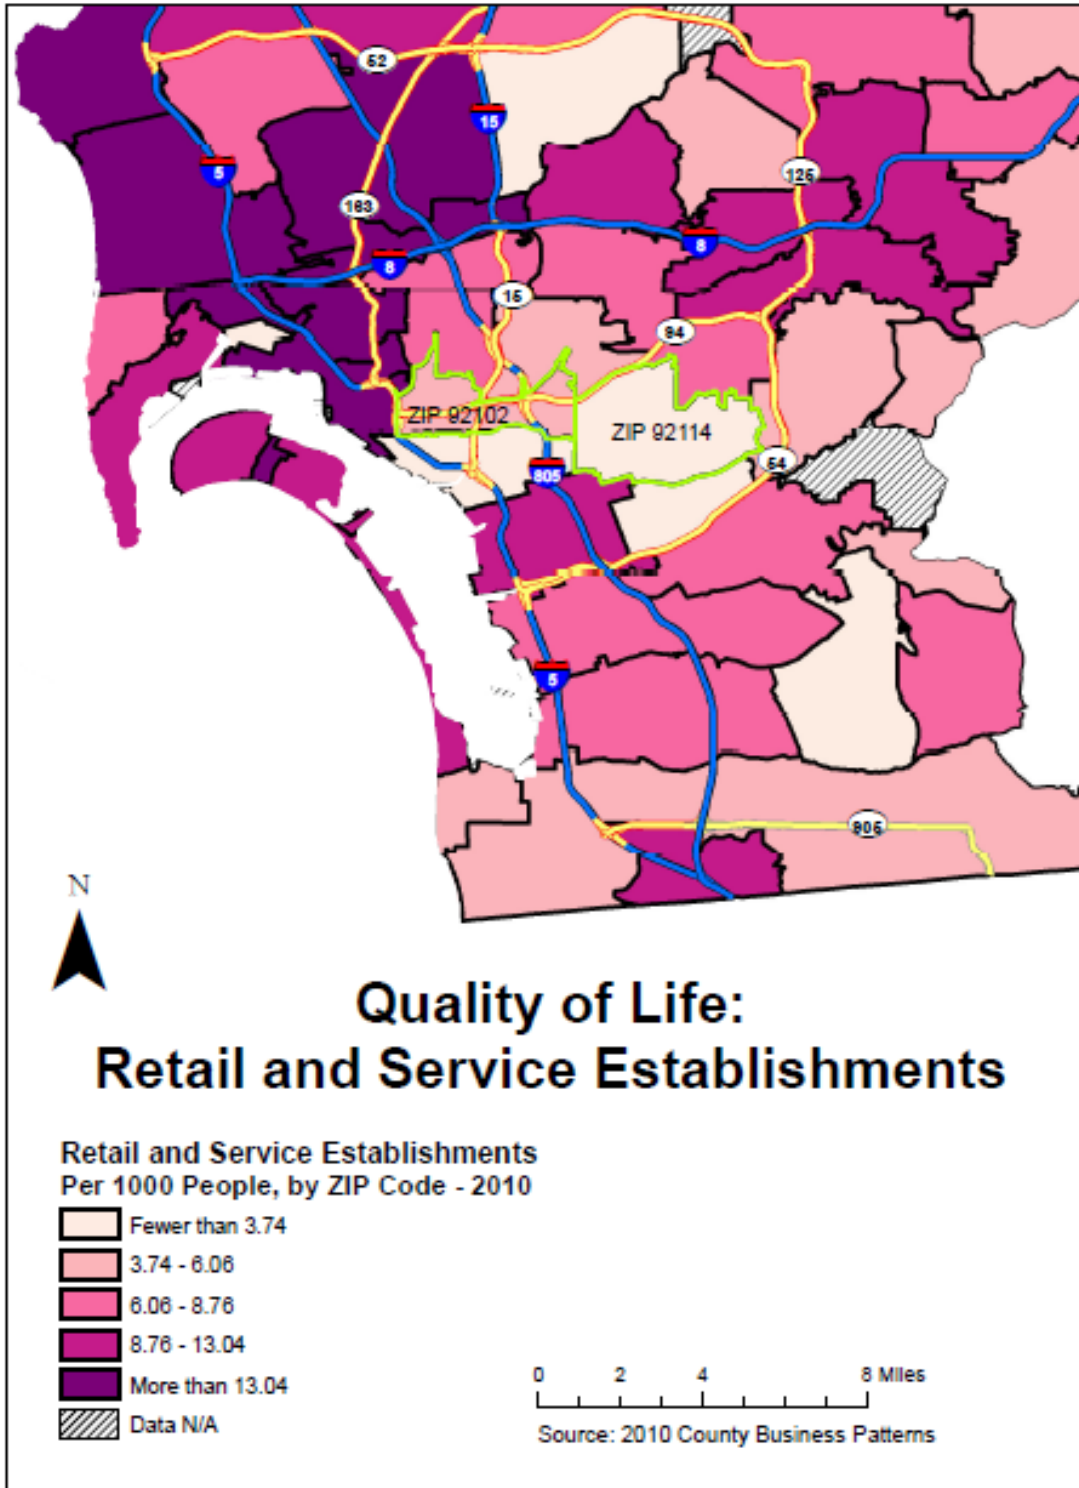 52
15
5
125
163
8
8
15
94
ZIP 92102
ZIP 92114
54
805
5
905
N
Quality of Life:
Retail and Service Establishments
Retail and Service Establishments
Per 1000 People, by ZIP Code - 2010
Fewer than 3.74
3.74 - 6.06
6.06 - 8.76
8.76 - 13.04
More than 13.04
Data N/A
0 2 4 8 Miles
Source: 2010 County Business Patterns